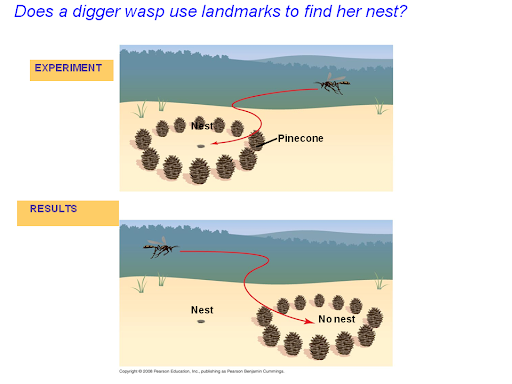 Does a digger wasp use landmarks to find her nest?
EXPERIMENT
Nest
Pinecone
RESULTS
Nest
No nest
Copyright © 2008 Pearson Education, Inc., publishing as Pearson Benjamin Cummings.